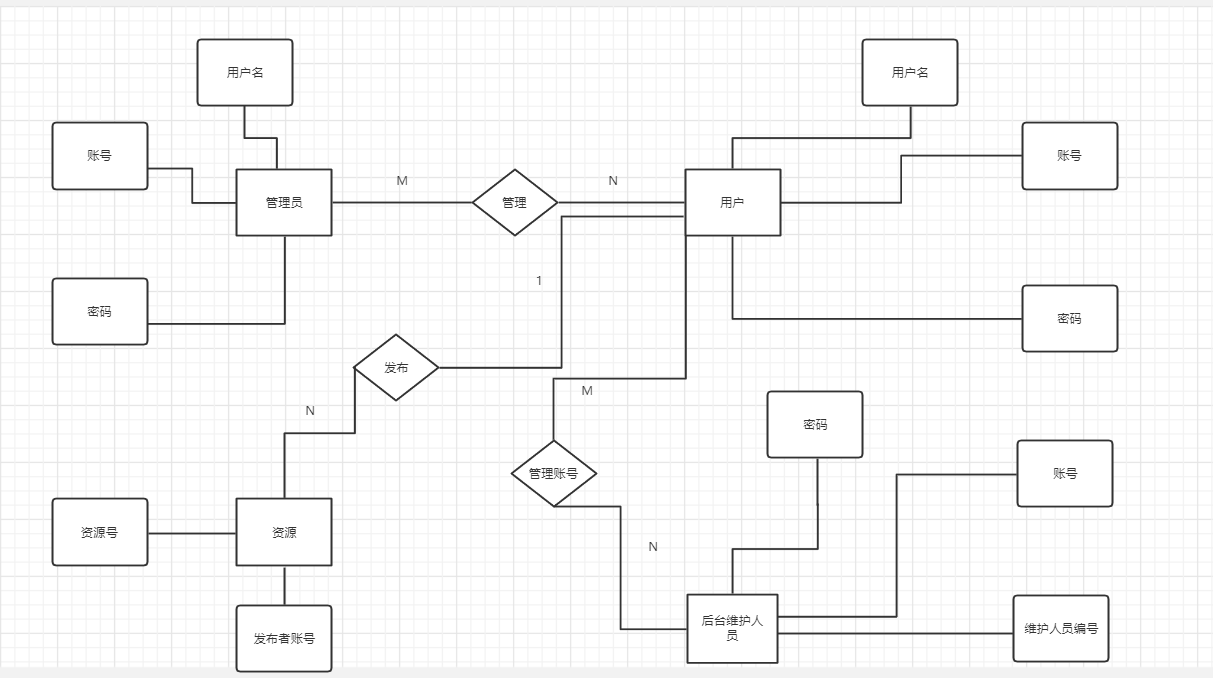 用户名
用户名
账号
账号
M
N
管理员
管理
用户
1
密码
密码
发布
M
N
密码
管理账号
账号
资源号
资源
N
后台维护人
员
维护人员编号
发布者账号